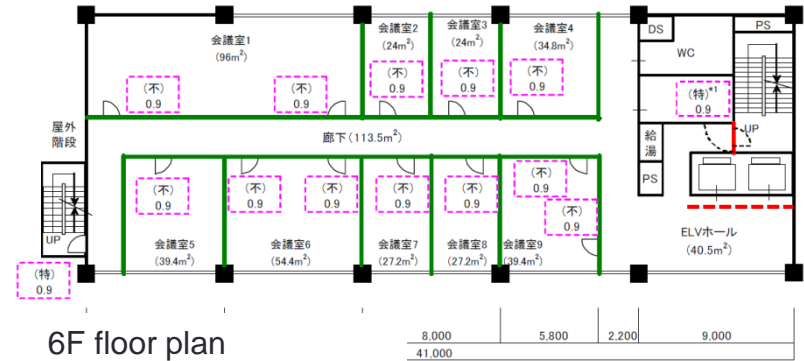 会議室1
(96m²)
会議室2
(24m²)
会議室3
(24m²)
会議室4
(34.8m²)
DS
WC
PS
(不)
0.9
(不)
0.9
(不)
0.9
(不)
0.9
(不)
0.9
(特)*1
0.9
屋外
階段
廊下(113.5m²)
給
湯
UP
PS
(不)
0.9
(不)
0.9
(不)
0.9
(不)
0.9
(不)
0.9
(不)
0.9
(不)
0.9
UP
会議室5
(39.4m²)
会議室6
(54.4m²)
会議室7
(27.2m²)
会議室8
(27.2m²)
会議室9
(39.4m²)
ELVホール
(40.5m²)
(特)
0.9
6F floor plan
8,000
5,800
2,200
9,000
41,000